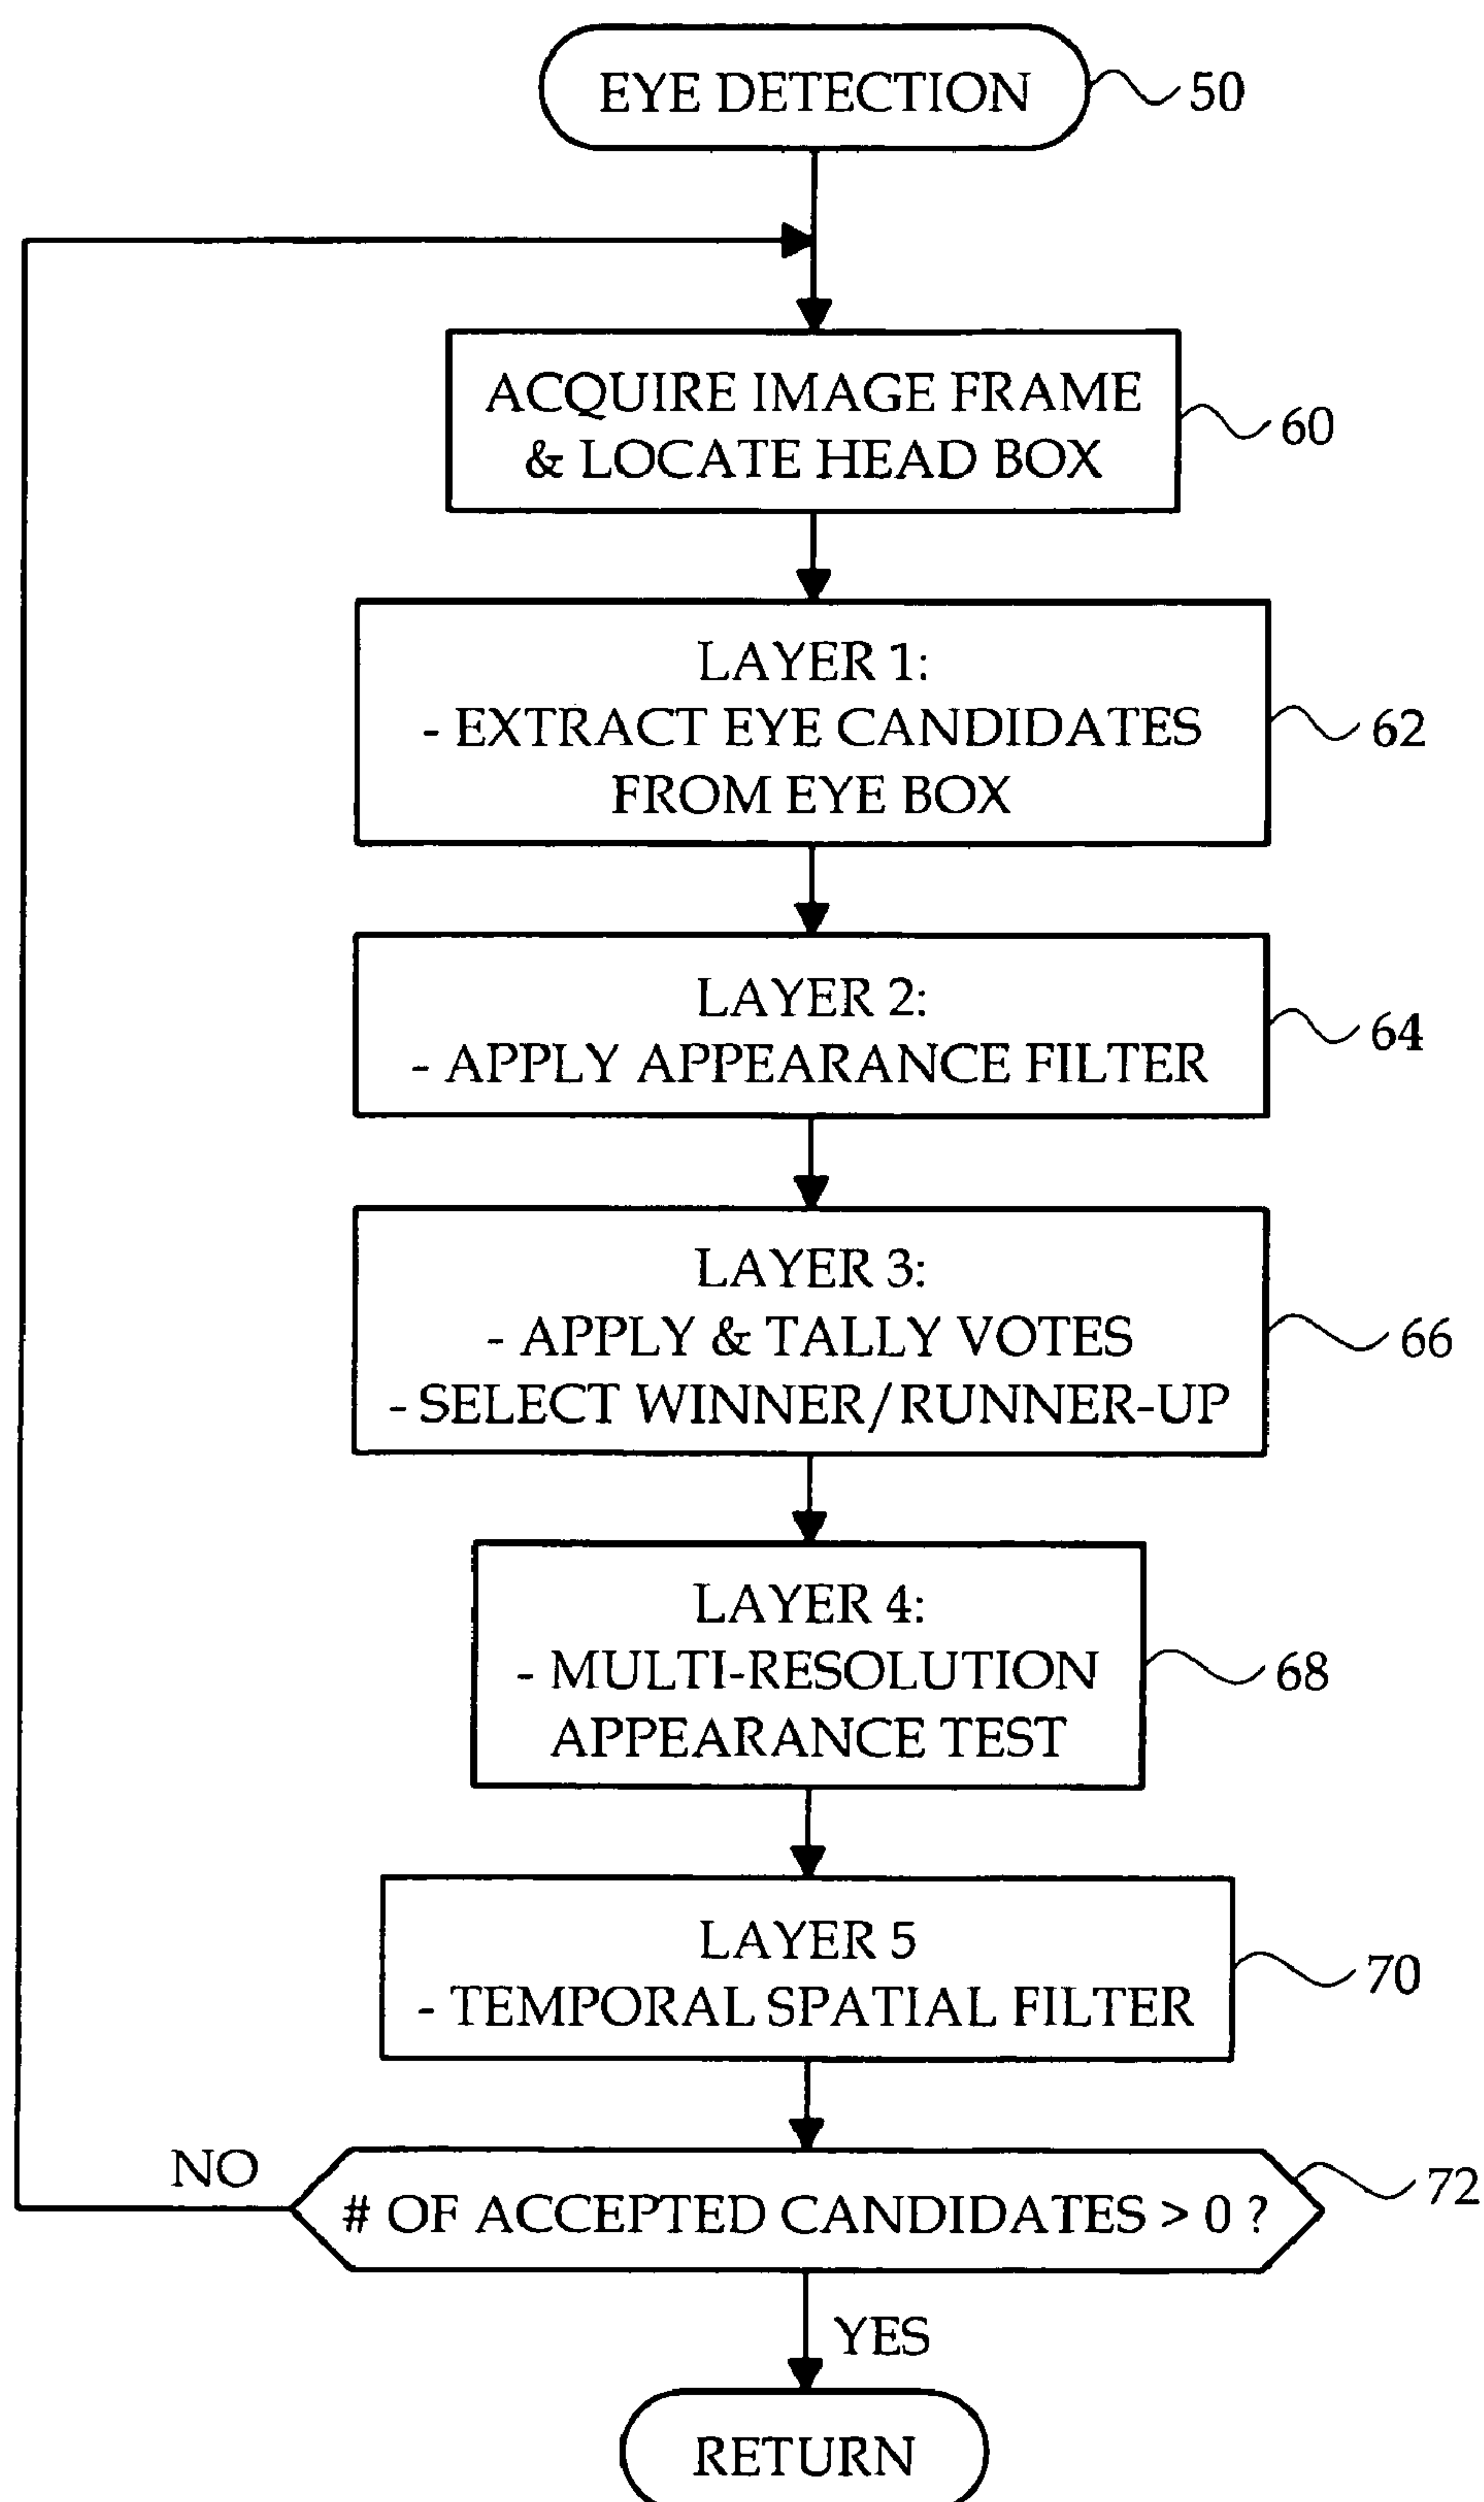 EYE DETECTION
50
ACQUIRE IMAGE FRAME
& LOCATE HEAD BOX
60
LAYER 1:
- EXTRACT EYE CANDIDATES
FROM EYE BOX
62
LAYER 2:
- APPLY APPEARANCE FILTER
64
LAYER 3:
- APPLY & TALLY VOTES
- SELECT WINNER/RUNNER-UP
66
LAYER 4:
- MULTI-RESOLUTION
APPEARANCE TEST
68
LAYER 5
- TEMPORAL SPATIAL FILTER
70
NO
# OF ACCEPTED CANDIDATES > 0 ?
72
YES
RETURN